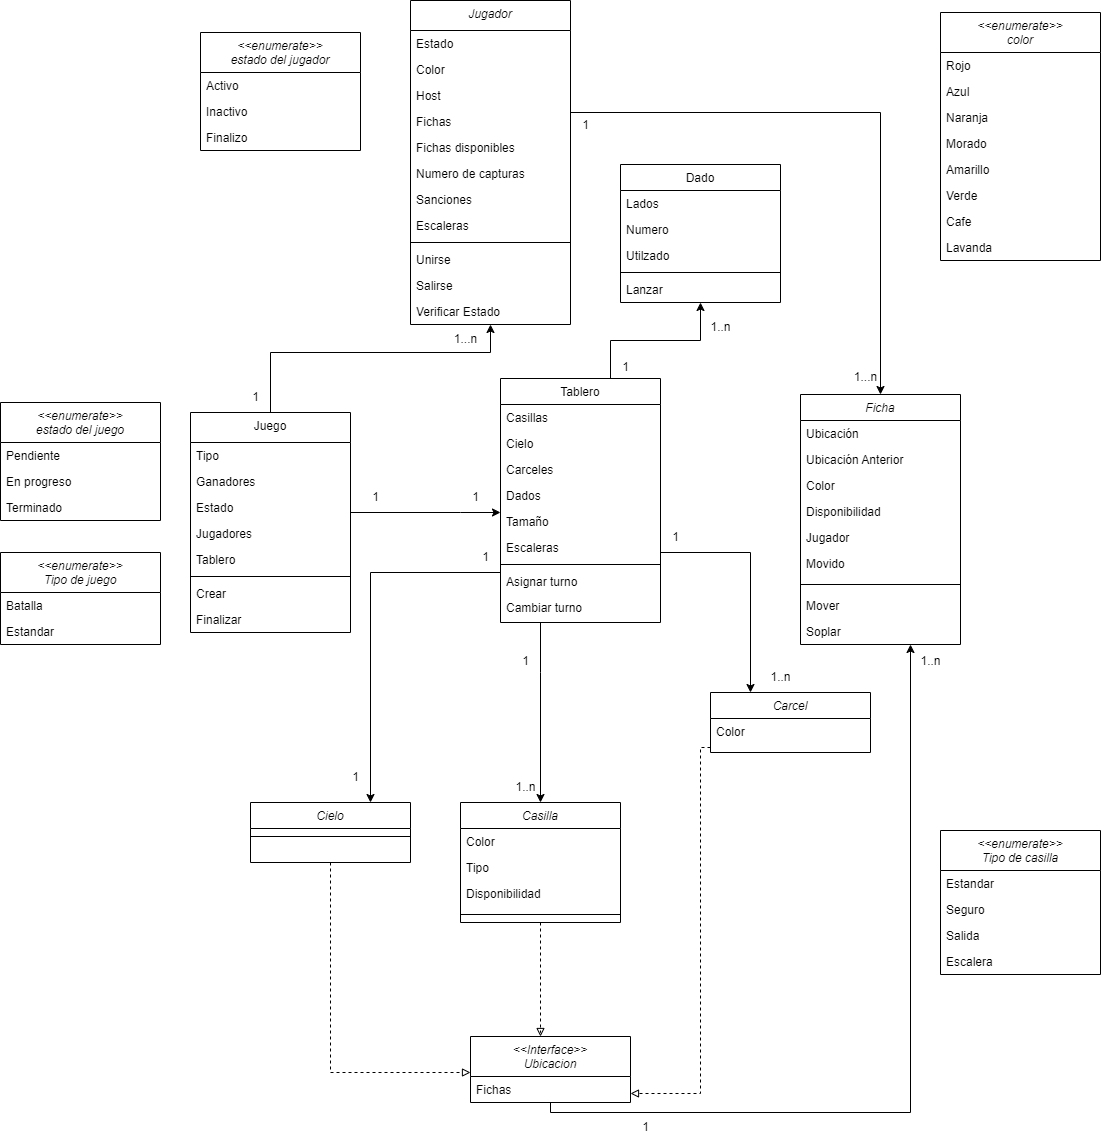 Jugador
Estado
Color
Host
Fichas
Fichas disponibles
Numero de capturas
Sanciones
Escaleras
Unirse
Salirse
Verificar Estado
<<enumerate>>
estado del jugador
Activo
Inactivo
Finalizo
<<enumerate>>
color
Rojo
Azul
Naranja
Morado
Amarillo
Verde
Cafe
Lavanda
1
Dado
Lados
Numero
Utilzado
Lanzar
1...n
1..n
1
1
1...n
<<enumerate>>
estado del juego
Pendiente
En progreso
Terminado
<<enumerate>>
Tipo de juego
Batalla
Estandar
Juego
Tipo
Ganadores
Estado
Jugadores
Tablero
Crear
Finalizar
1
1
Tablero
Casillas
Cielo
Carceles
Dados
Tamaño
Escaleras
Asignar turno
Cambiar turno
1
1
1
Ficha
Ubicación
Ubicación Anterior
Color
Disponibilidad
Jugador
Movido
Mover
Soplar
1..n
1..n
Carcel
Color
1
1..n
Cielo
Casilla
Color
Tipo
Disponibilidad
<<enumerate>>
Tipo de casilla
Estandar
Seguro
Salida
Escalera
<<Interface>>
Ubicacion
Fichas
1